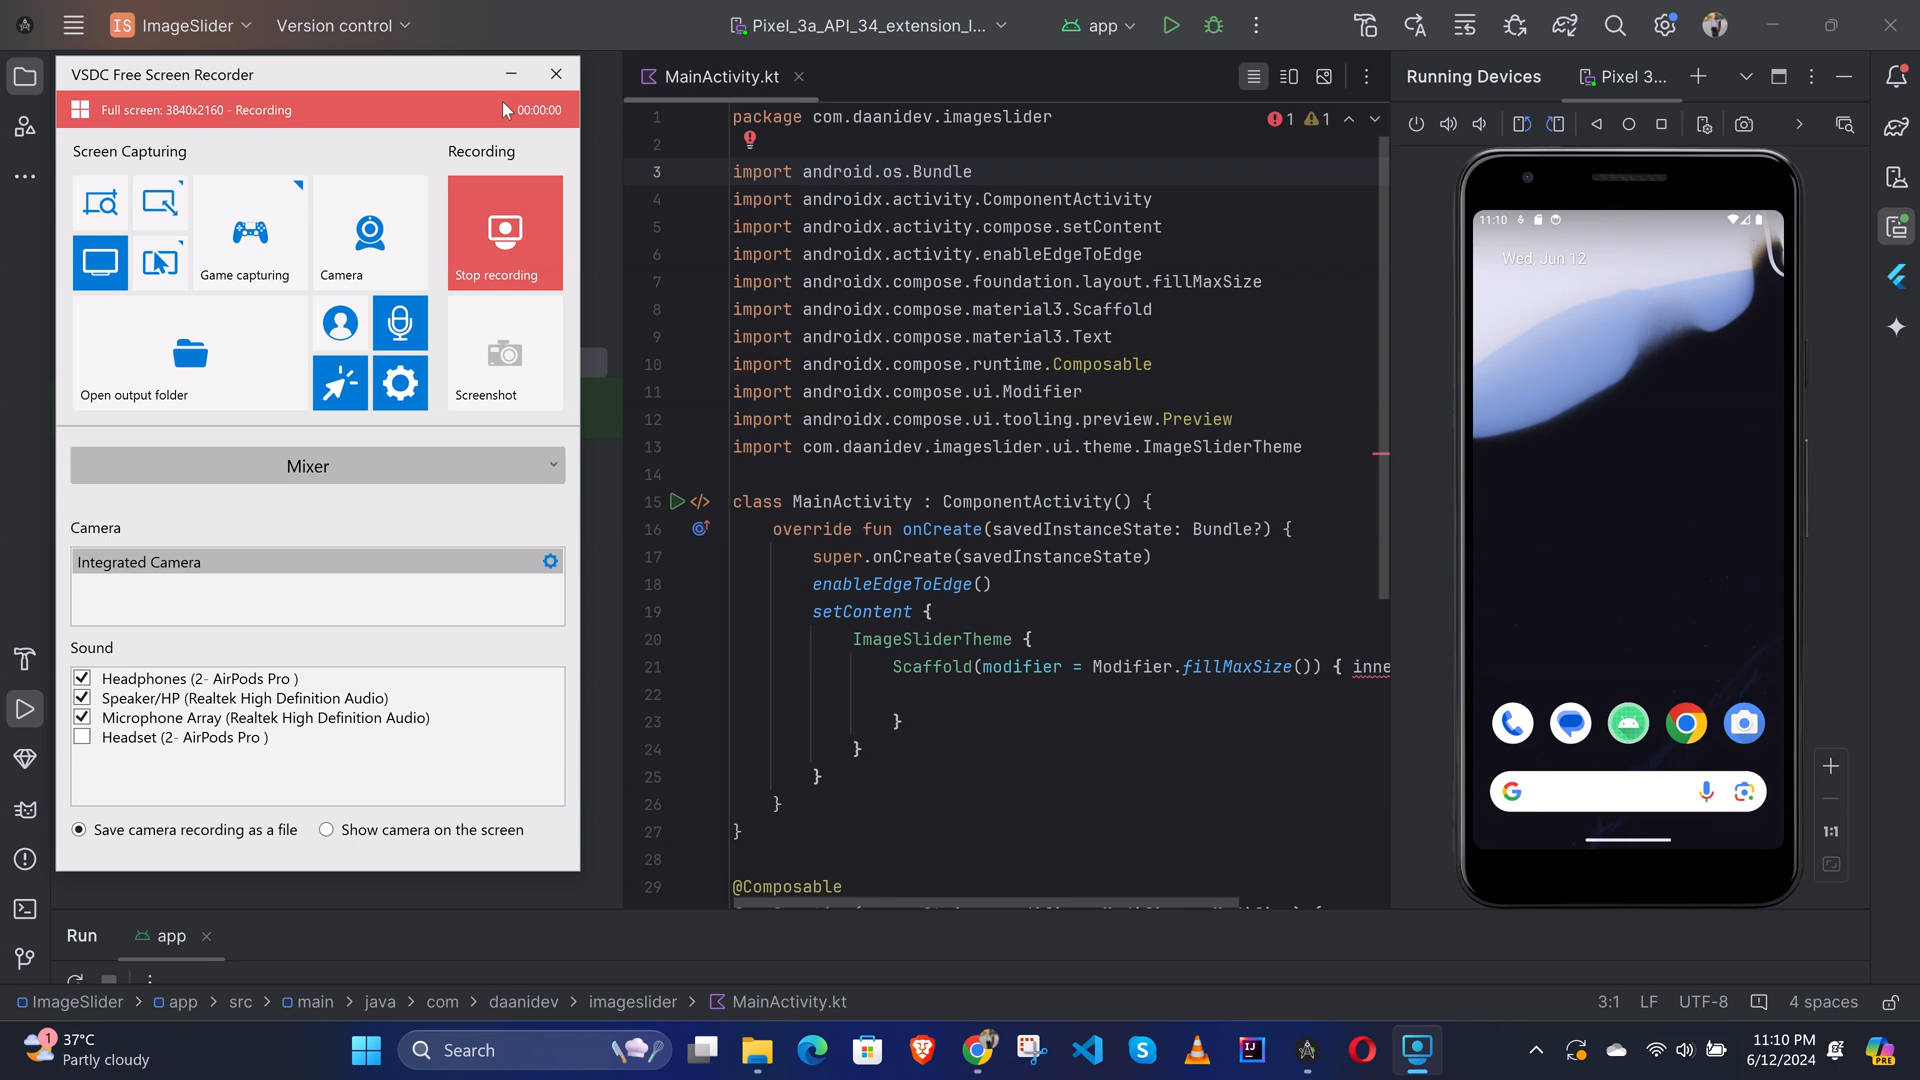 IS ImageSlider
Version control
Pixel_3a_API_34_extension_l...
app
VSDC Free Screen Recorder
Full screen: 3840x2160 - Recording
00:00:00
Screen Capturing
Recording
Game capturing
Camera
Stop recording
Open output folder
Screenshot
Mixer
Camera
Integrated Camera
Sound
Headphones (2- AirPods Pro )
Speaker/HP (Realtek High Definition Audio)
Microphone Array (Realtek High Definition Audio)
Headset (2- AirPods Pro )
Save camera recording as a file
Show camera on the screen
MainActivity.kt
1 package com.daanidev.imageslider
1 1
2
3 import android.os.Bundle
4 import androidx.activity.ComponentActivity
5 import androidx.activity.compose.setContent
6 import androidx.activity.enableEdgeToEdge
7 import androidx.compose.foundation.layout.fillMaxSize
8 import androidx.compose.material3.Scaffold
9 import androidx.compose.material3.Text
10 import androidx.compose.runtime.Composable
11 import androidx.compose.ui.Modifier
12 import androidx.compose.ui.tooling.preview.Preview
13 import com.daanidev.imageslider.ui.theme.ImageSliderTheme
14
15 class MainActivity : ComponentActivity() {
16 override fun onCreate(savedInstanceState: Bundle?) {
17 super.onCreate(savedInstanceState)
18 enableEdgeToEdge()
19 setContent {
20 ImageSliderTheme {
21 Scaffold(modifier = Modifier.fillMaxSize()) { inne
22
23 }
24 }
25 }
26 }
27 }
28
29 @Composable
Running Devices
Pixel 3...
11:10
Wed, Jun 12
1:1
Run
app
ImageSlider > app > src > main > java > com > daanidev > imageslider > MainActivity.kt
3:1 LF UTF-8 4 spaces
1
37°C
Partly cloudy
Search
11:10 PM
6/12/2024
PRE